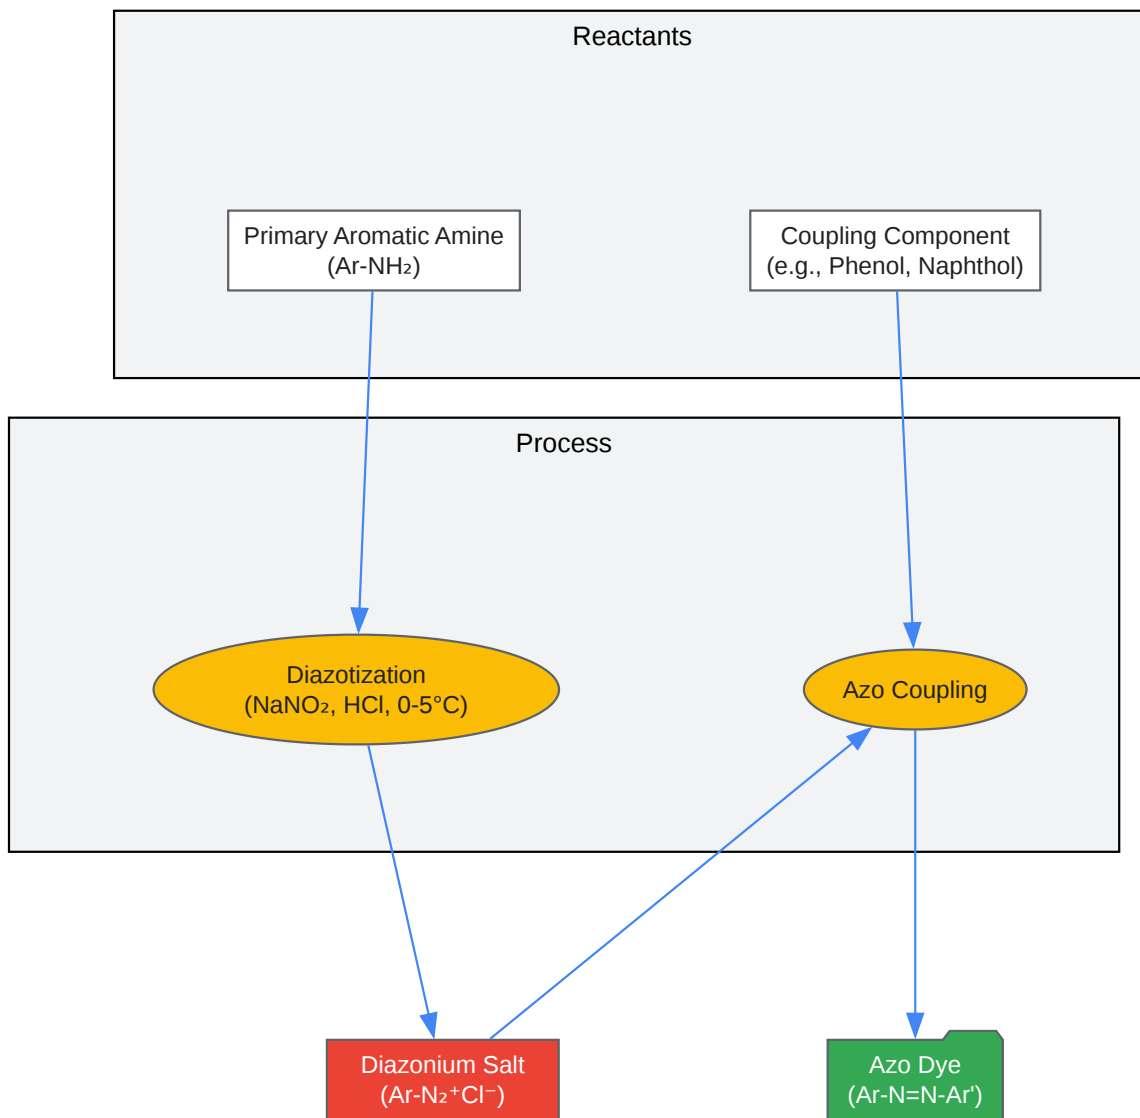 Reactants
Primary Aromatic Amine
(Ar-NH₂)
Coupling Component
(e.g., Phenol, Naphthol)
Process
Diazotization
(NaNO₂, HCl, 0-5°C)
Azo Coupling
Diazonium Salt
(Ar-N₂⁺Cl⁻)
Azo Dye
(Ar-N=N-Ar')